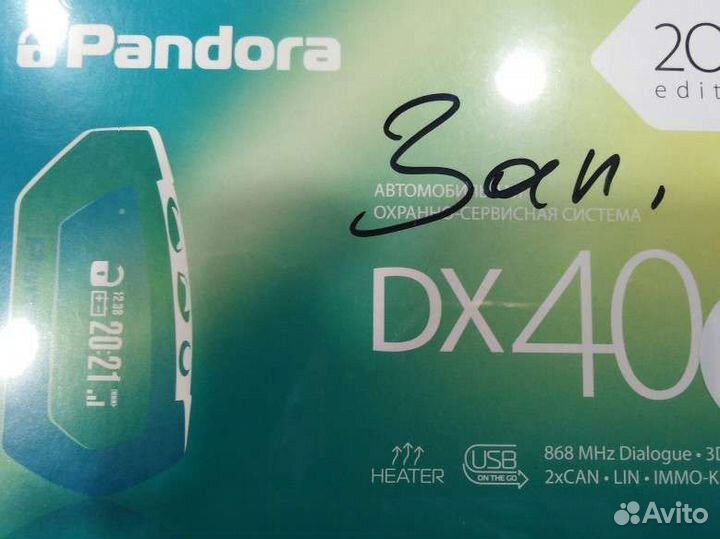 Pandora
20
edit
Зап.
АВТОМОБИЛЬ
ОХРАННО-СЕРВИСНАЯ СИСТЕМА
DX40
12.38
20:21
HEATER
USB
ON THE GO
868 MHz Dialogue • 3D
2xCAN • LIN • IMMO-K
Avito